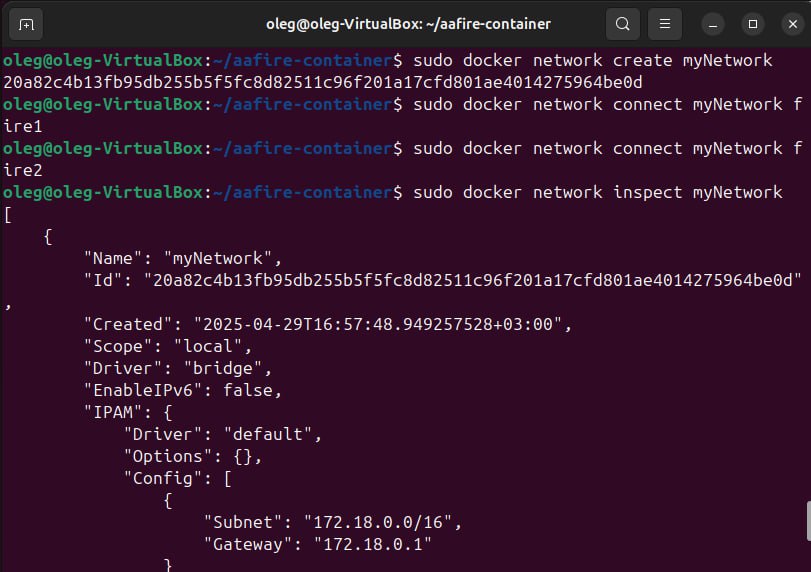 oleg@oleg-VirtualBox: ~/aafire-container
oleg@oleg-VirtualBox:~/aafire-container$ sudo docker network create myNetwork
20a82c4b13fb95db255b5f5fc8d82511c96f201a17cfd801ae4014275964be0d
oleg@oleg-VirtualBox:~/aafire-container$ sudo docker network connect myNetwork f
ire1
oleg@oleg-VirtualBox:~/aafire-container$ sudo docker network connect myNetwork f
ire2
oleg@oleg-VirtualBox:~/aafire-container$ sudo docker network inspect myNetwork
[
    {
        "Name": "myNetwork",
        "Id": "20a82c4b13fb95db255b5f5fc8d82511c96f201a17cfd801ae4014275964be0d"
,
        "Created": "2025-04-29T16:57:48.949257528+03:00",
        "Scope": "local",
        "Driver": "bridge",
        "EnableIPv6": false,
        "IPAM": {
            "Driver": "default",
            "Options": {},
            "Config": [
                {
                    "Subnet": "172.18.0.0/16",
                    "Gateway": "172.18.0.1"
                }